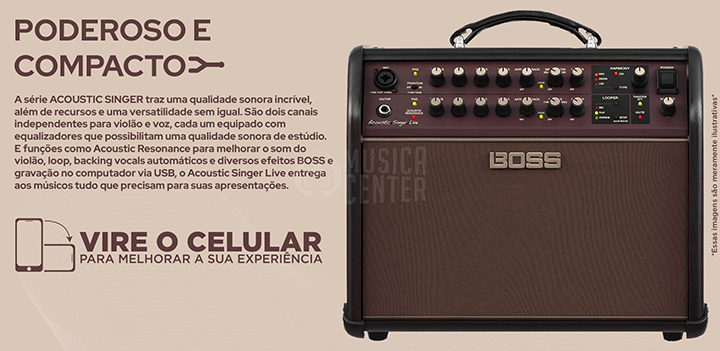 PODEROSO E
COMPACTO
A série ACOUSTIC SINGER traz uma qualidade sonora incrível,
além de recursos e uma versatilidade sem igual. São dois canais
independentes para violão e voz, cada um equipado com
equalizadores que possibilitam uma qualidade sonora de estúdio.
E funções como Acoustic Resonance para melhorar o som do
violão, loop, backing vocals automáticos e diversos efeitos BOSS e
gravação no computador via USB, o Acoustic Singer Live entrega
aos músicos tudo que precisam para suas apresentações.
VIRE O CELULAR
PARA MELHORAR A SUA EXPERIÊNCIA
HARMONY
POWER
LOOPER
GUITAR
Acoustic Singer Live
BOSS
MUSICA
CENTER
*Essas imagens são meramente ilustrativas*